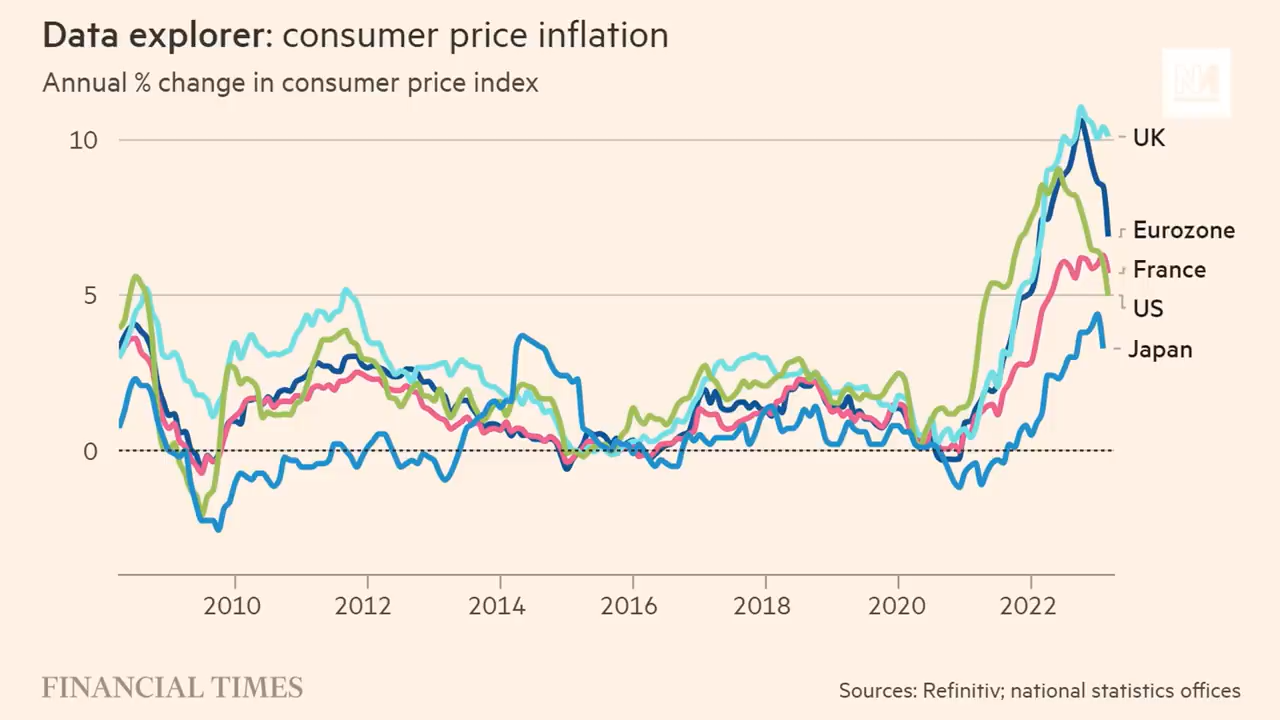 Data explorer: consumer price inflation
Annual % change in consumer price index
10
UK
Eurozone
France
5
US
Japan
0
2010 2012 2014 2016 2018 2020 2022
FINANCIAL TIMES
Sources: Refinitiv; national statistics offices